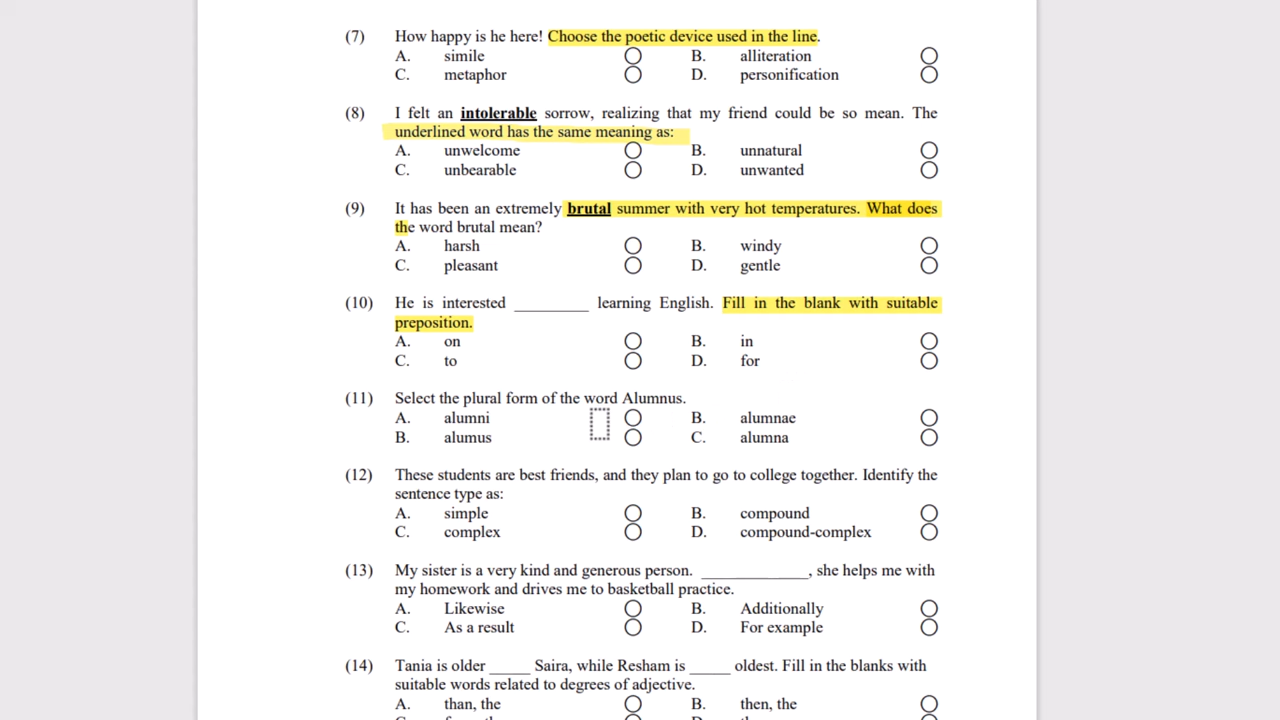 (7) How happy is he here! Choose the poetic device used in the line.
A. simile B. alliteration
C. metaphor D. personification
(8) I felt an intolerable sorrow, realizing that my friend could be so mean. The
underlined word has the same meaning as:
A. unwelcome B. unnatural
C. unbearable D. unwanted
(9) It has been an extremely brutal summer with very hot temperatures. What does
the word brutal mean?
A. harsh B. windy
C. pleasant D. gentle
(10) He is interested _________ learning English. Fill in the blank with suitable
preposition.
A. on B. in
C. to D. for
(11) Select the plural form of the word Alumnus.
A. alumni B. alumnae
B. alumus C. alumna
(12) These students are best friends, and they plan to go to college together. Identify the
sentence type as:
A. simple B. compound
C. complex D. compound-complex
(13) My sister is a very kind and generous person. _____________, she helps me with
my homework and drives me to basketball practice.
A. Likewise B. Additionally
C. As a result D. For example
(14) Tania is older _____ Saira, while Resham is _____ oldest. Fill in the blanks with
suitable words related to degrees of adjective.
A. than, the B. then, the